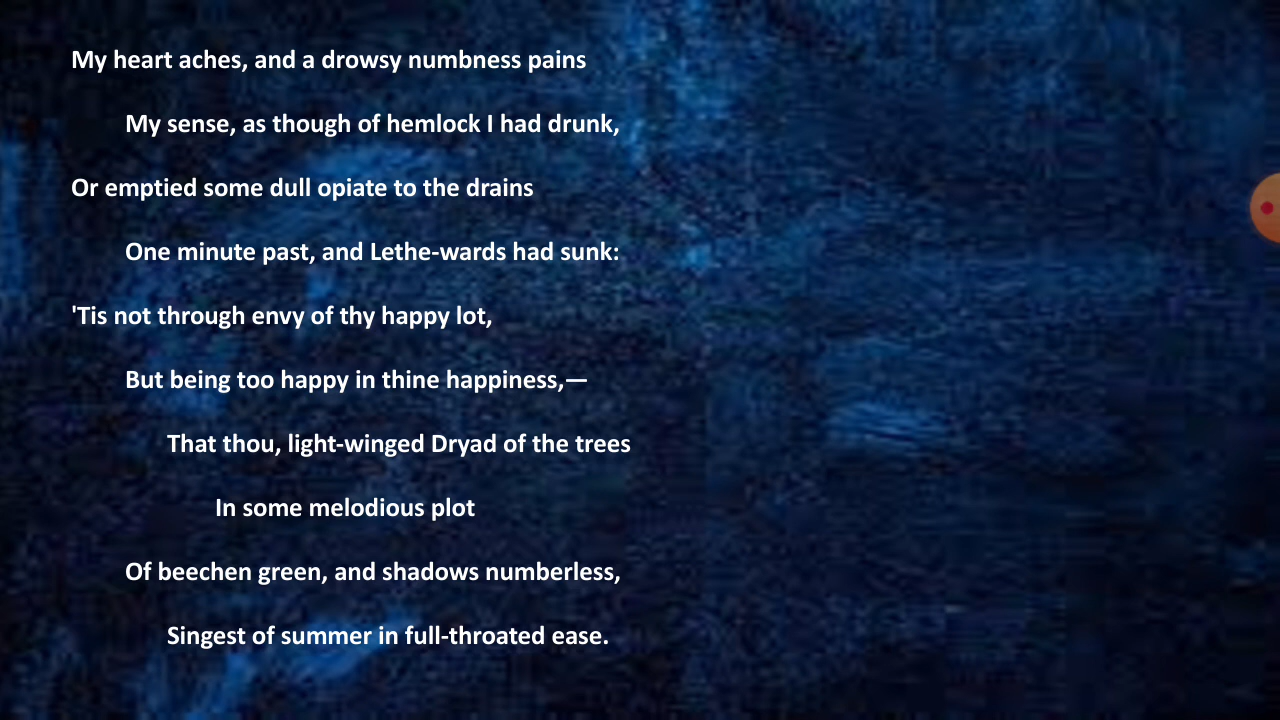 My heart aches, and a drowsy numbness pains
My sense, as though of hemlock I had drunk,
Or emptied some dull opiate to the drains
One minute past, and Lethe-wards had sunk:
'Tis not through envy of thy happy lot,
But being too happy in thine happiness,—
That thou, light-winged Dryad of the trees
In some melodious plot
Of beechen green, and shadows numberless,
Singest of summer in full-throated ease.